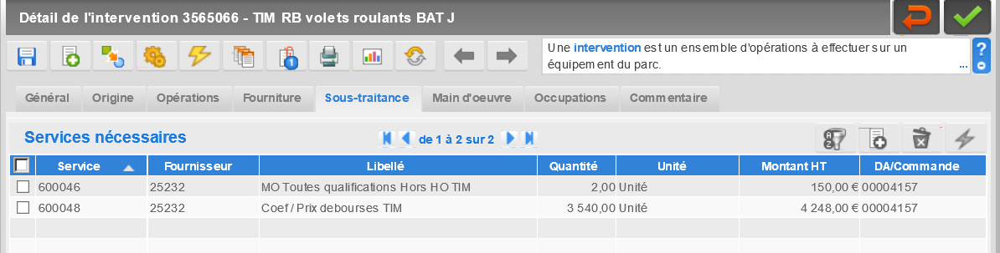 Détail de l'intervention 3565066 - TIM RB volets roulants BAT J
Une intervention est un ensemble d'opérations à effectuer sur un
équipement du parc.
...
?
1
Général Origine Opérations Fourniture Sous-traitance Main d'oeuvre Occupations Commentaire
Services nécessaires de 1 à 2 sur 2
Service Fournisseur Libellé Quantité Unité Montant HT DA/Commande
600046 25232 MO Toutes qualifications Hors HO TIM 2,00 Unité 150,00 € 00004157
600048 25232 Coef / Prix debourses TIM 3 540,00 Unité 4 248,00 € 00004157